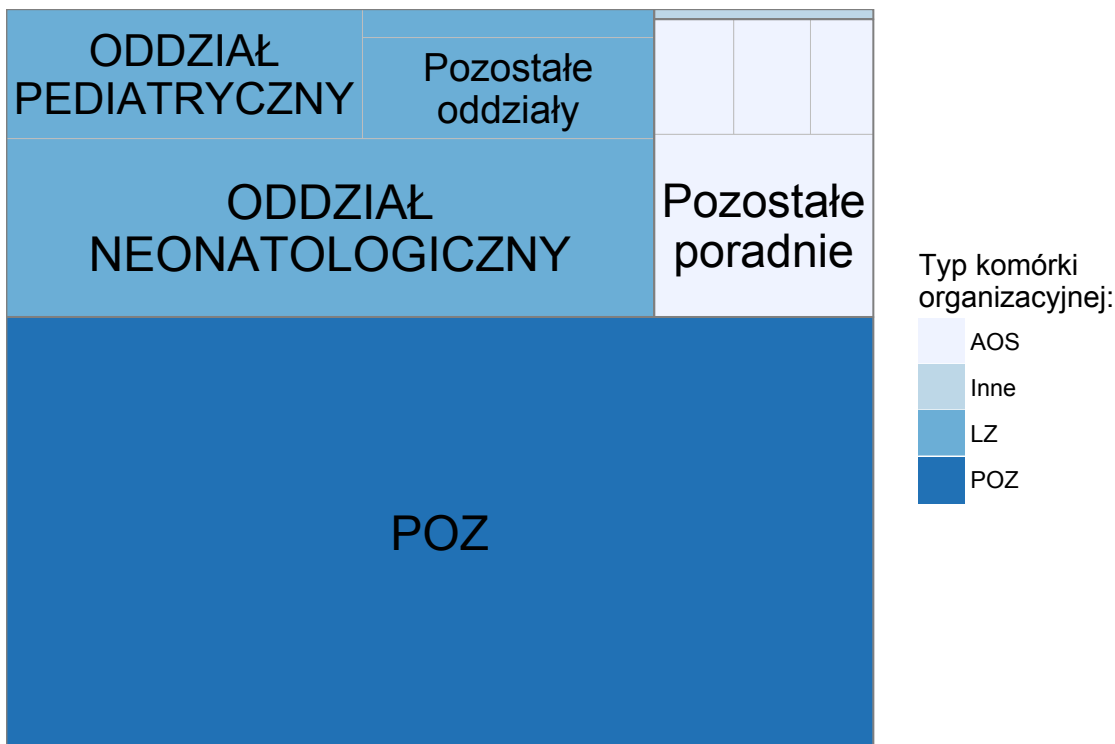 ODDZIAŁ
PEDIATRYCZNY
Pozostałe
oddziały
ODDZIAŁ
NEONATOLOGICZNY
Pozostałe
poradnie
POZ
Typ komórki
organizacyjnej:
AOS
Inne
LZ
POZ